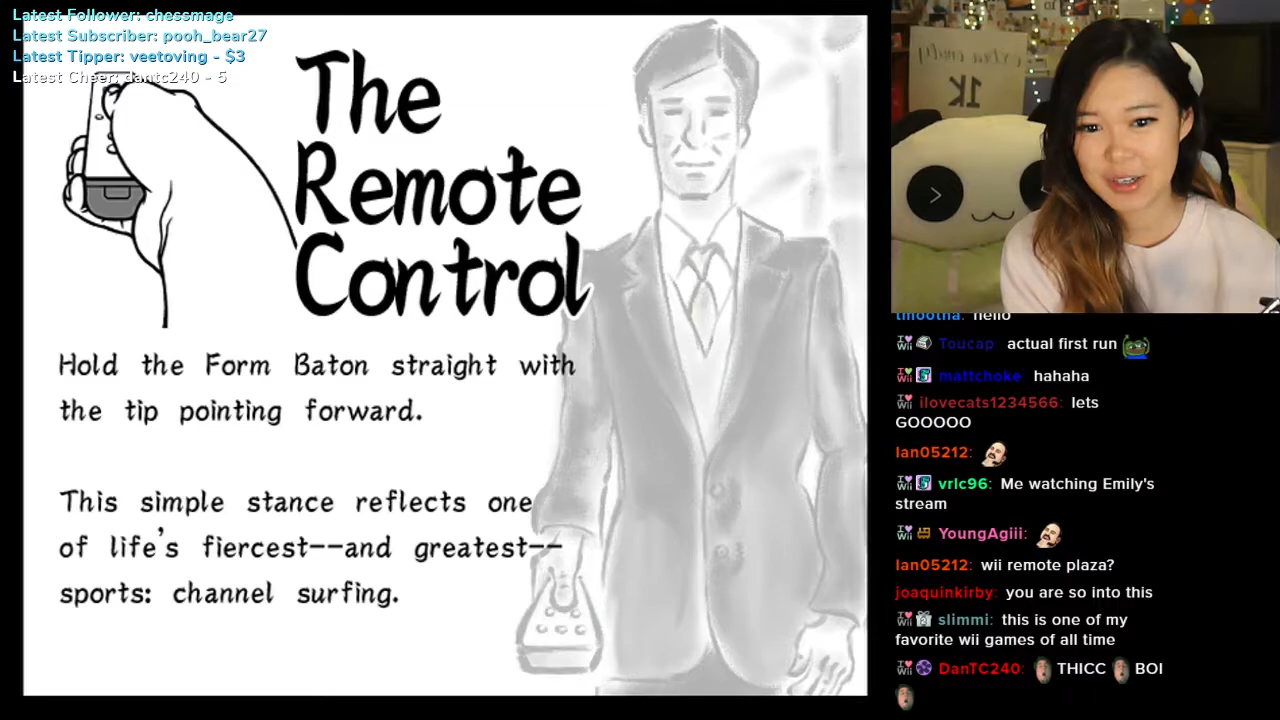 Latest Follower: chessmage
Latest Subscriber: pooh_bear27
Latest Tipper: veetoving - $3
Latest Cheer: dantc240 - 5
The
Remote
Control
Hold the Form Baton straight with
the tip pointing forward.
This simple stance reflects one
of life's fiercest--and greatest--
sports: channel surfing.
1K
hello
Toucap: actual first run
mattchoke: hahaha
ilovecats1234566: lets
GOOOOO
Ian05212:
vrlc96: Me watching Emily's
stream
YoungAgiii:
Ian05212: wii remote plaza?
joaquinkirby: you are so into this
slimmi: this is one of my
favorite wii games of all time
DanTC240: THICC BOI